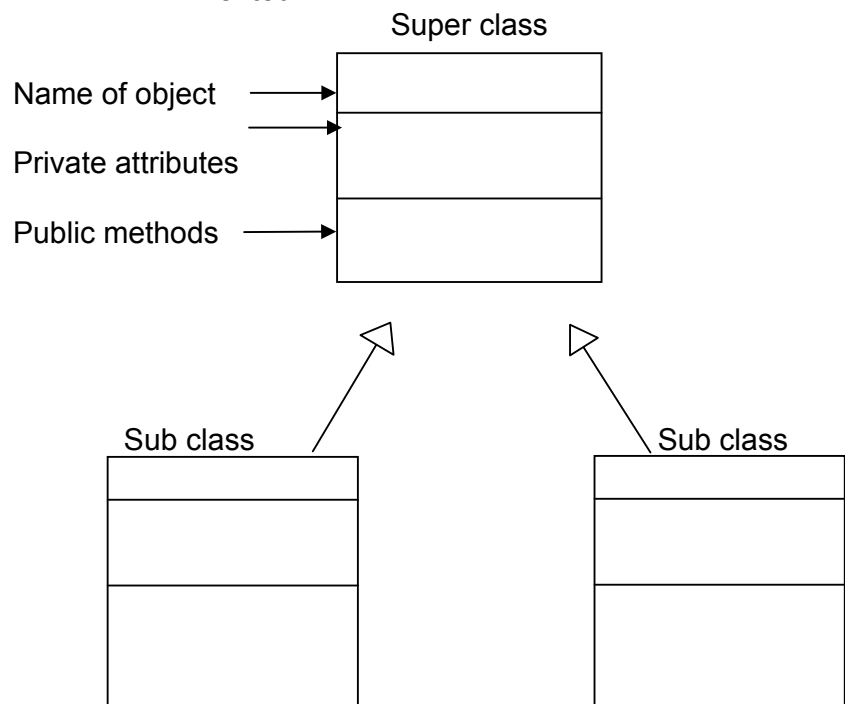 Super class
Name of object
Private attributes
Public methods
Sub class
Sub class